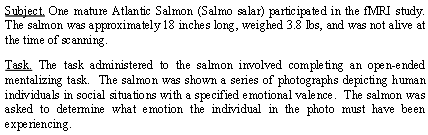 Subject. One mature Atlantic Salmon (Salmo salar) participated in the fMRI study.
The salmon was approximately 18 inches long, weighed 3.8 lbs, and was not alive at
the time of scanning.
Task. The task administered to the salmon involved completing an open-ended
mentalizing task. The salmon was shown a series of photographs depicting human
individuals in social situations with a specified emotional valence. The salmon was
asked to determine what emotion the individual in the photo must have been
experiencing.